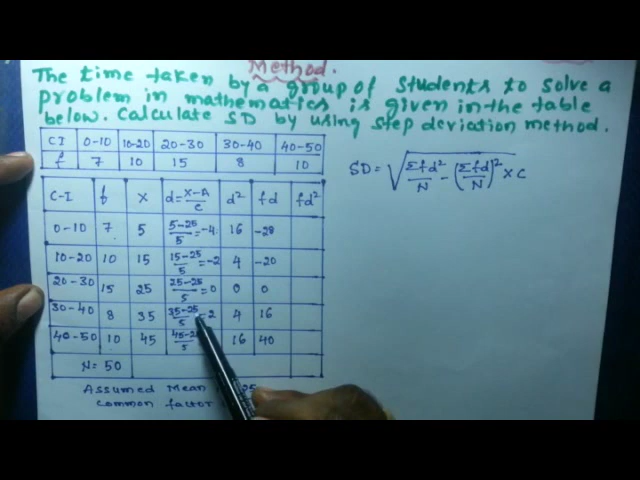 Method.
The time taken by a group of students to solve a
problem in mathematics is given in the table
below. Calculate SD by using step deviation method.
CI 0-10 10-20 20-30 30-40 40-50
f 7 10 15 8 10
SD = √(Σfd²/N - (Σfd/N)²) × C
C-I f X d=X-A/C d² fd fd²
0-10 7 5 5-25/5=-4 16 -28
10-20 10 15 15-25/5=-2 4 -20
20-30 15 25 25-25/5=0 0 0
30-40 8 35 35-25/5=2 4 16
40-50 10 45 16 40
N=50
Assumed Mean
common factor